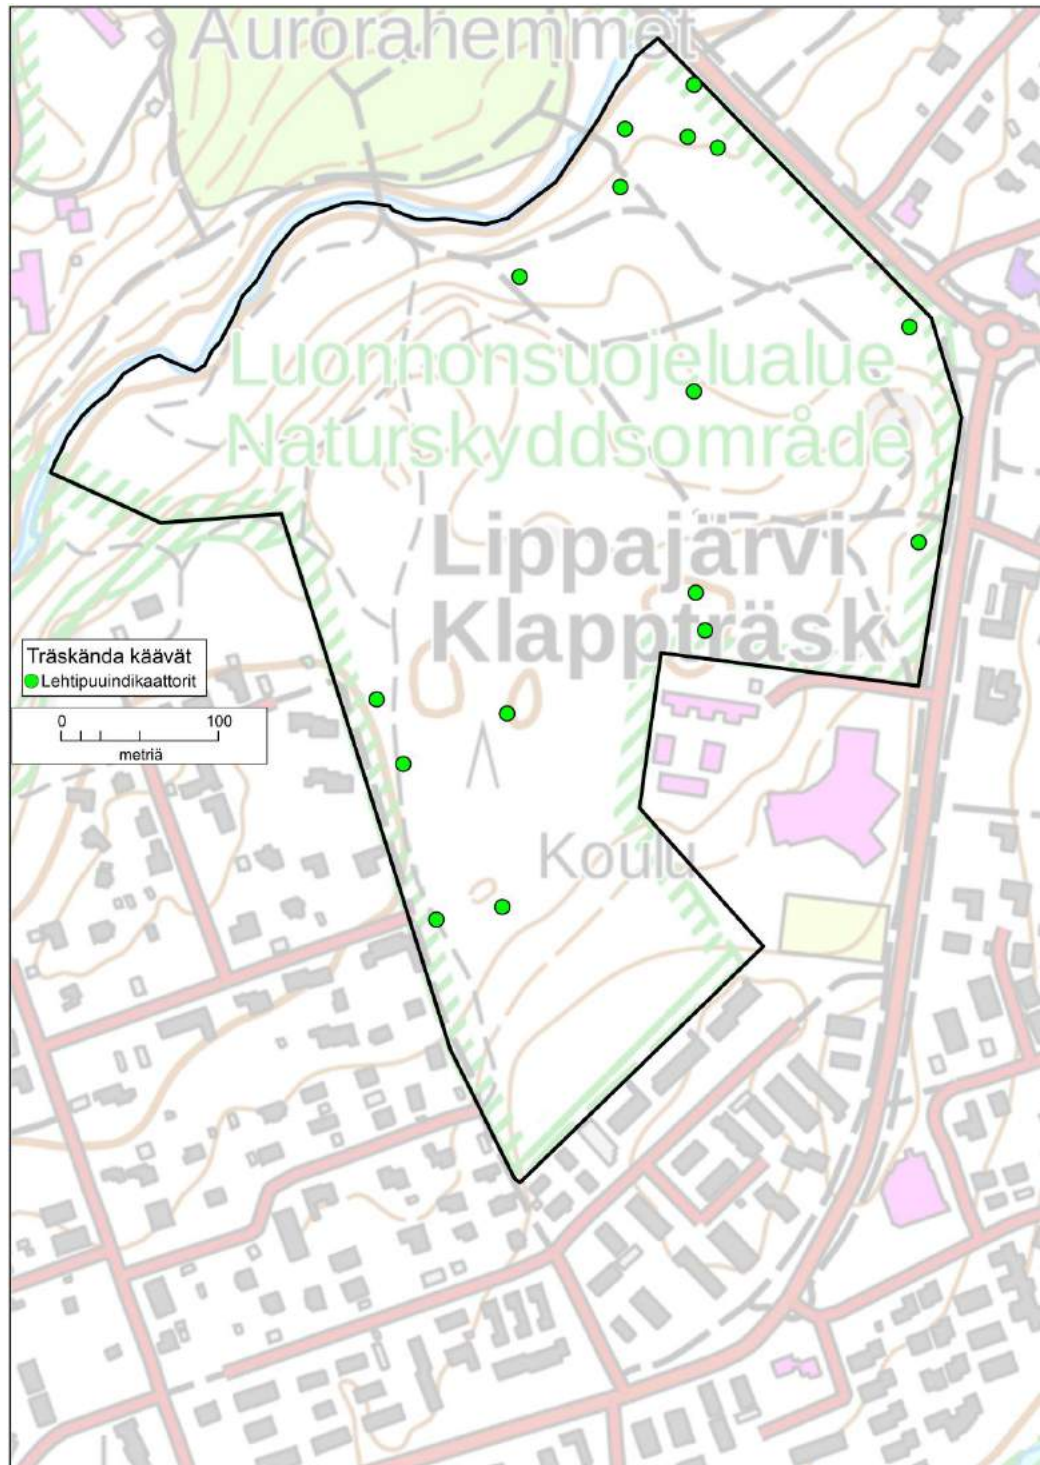 Aurorahemmet
Luonnonsuojelualue
Naturskyddsområde
Lippajärvi
Klappträsk
Träskända käävät
Lehtipuuindikaattorit
0 100
metriä
Koulu